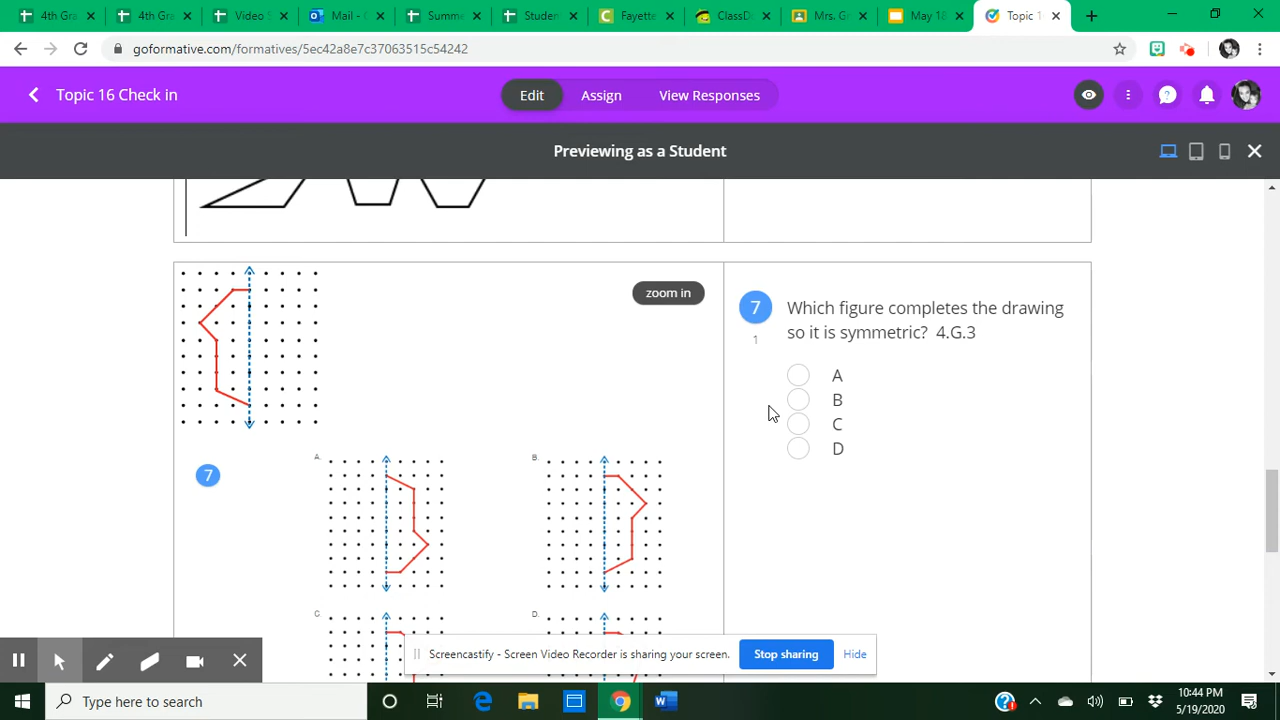 4th Gra
4th Gra
Video S
Mail - C
Summe
Studen
Fayette
ClassDo
Mrs. Gr
May 18
Topic 1
goformative.com/formatives/5ec42a8e7c37063515c54242
Topic 16 Check in
Edit
Assign
View Responses
Previewing as a Student
zoom in
7
Which figure completes the drawing
so it is symmetric? 4.G.3
1
A
B
C
D
7
A.
B.
C.
D.
Screencastify - Screen Video Recorder is sharing your screen.
Stop sharing
Hide
Type here to search
10:44 PM
5/19/2020